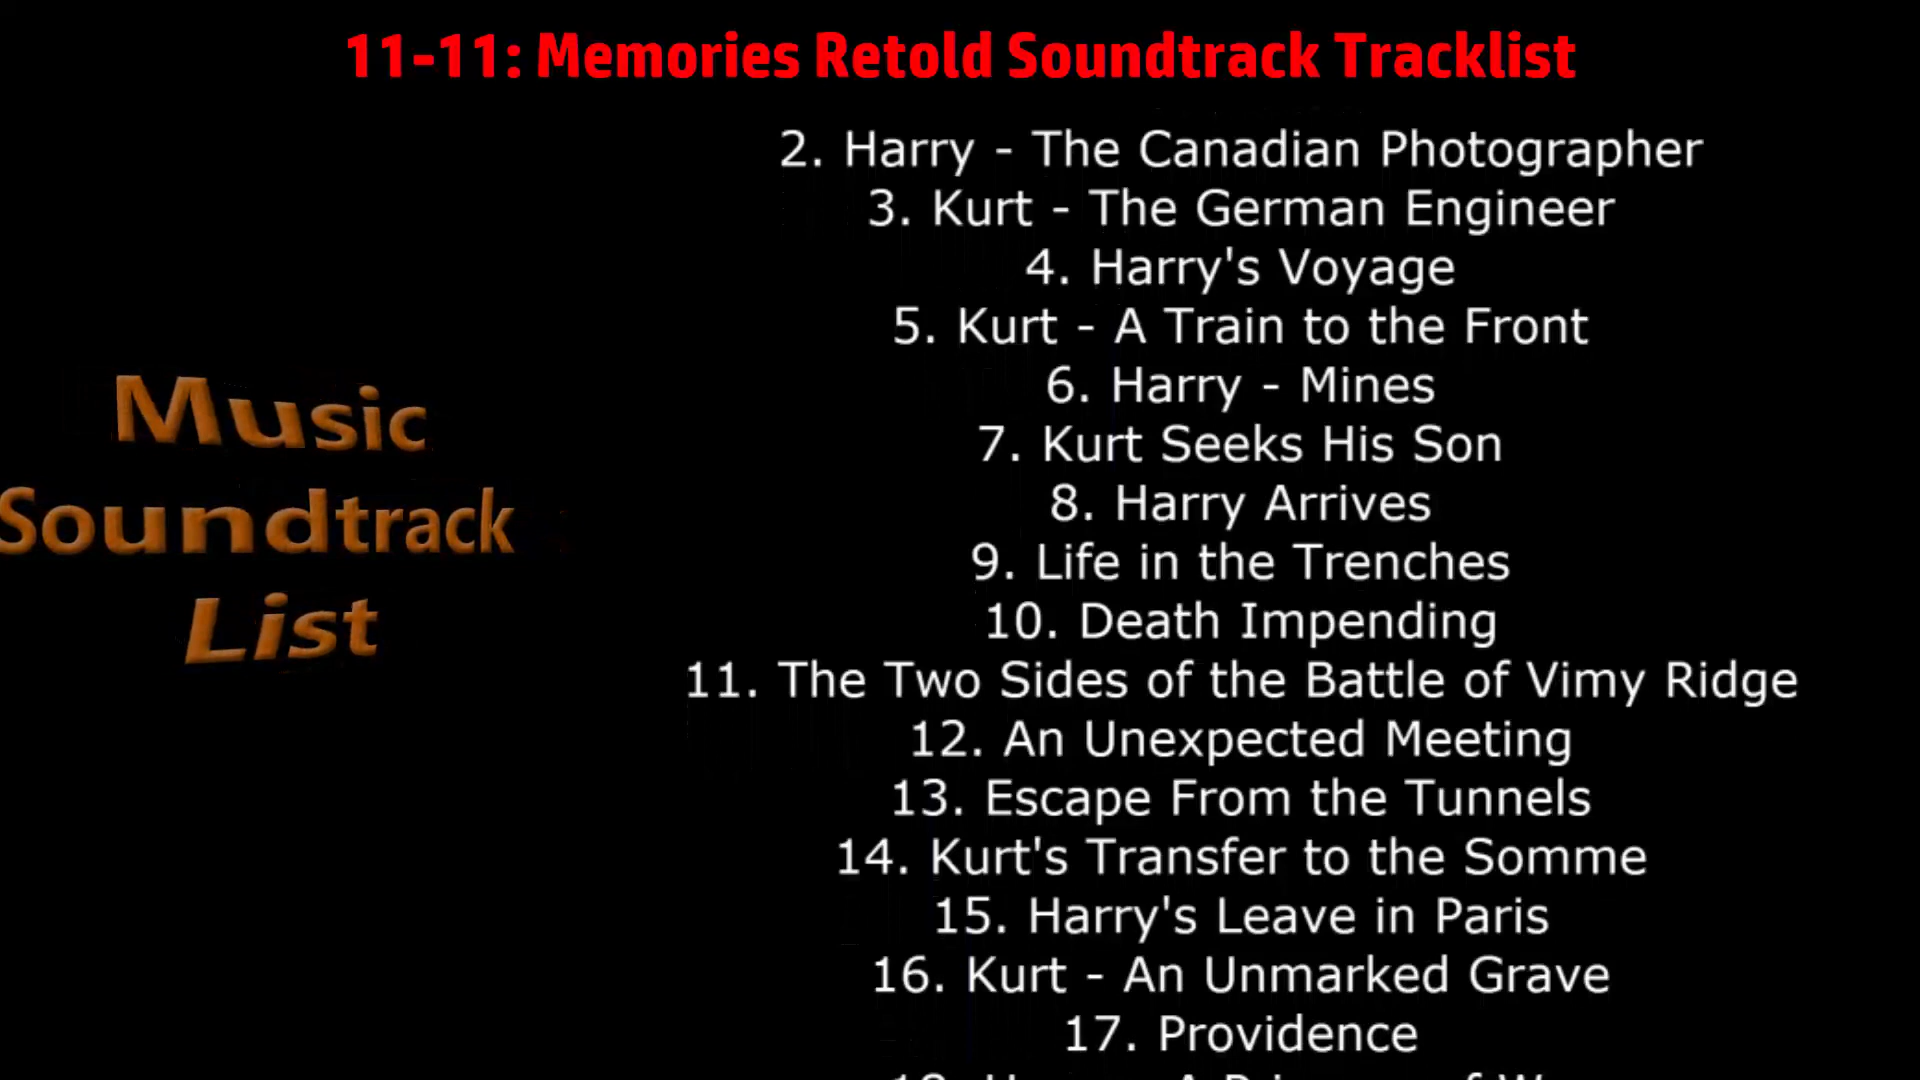 11-11: Memories Retold Soundtrack Tracklist
2. Harry - The Canadian Photographer
3. Kurt - The German Engineer
4. Harry's Voyage
5. Kurt - A Train to the Front
6. Harry - Mines
7. Kurt Seeks His Son
8. Harry Arrives
9. Life in the Trenches
10. Death Impending
11. The Two Sides of the Battle of Vimy Ridge
12. An Unexpected Meeting
13. Escape From the Tunnels
14. Kurt's Transfer to the Somme
15. Harry's Leave in Paris
16. Kurt - An Unmarked Grave
17. Providence
Music
Soundtrack
List